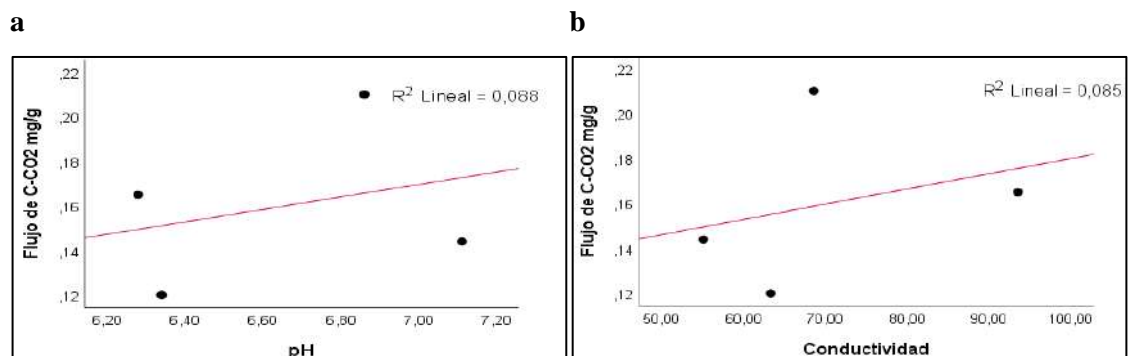 a
b
Flujo de C-CO2 mg/g
,22
,20
,18
,16
,14
,12
R² Lineal = 0,088
6,20 6,40 6,60 6,80 7,00 7,20
pH
Flujo de C-CO2 mg/g
,22
,20
,18
,16
,14
,12
R² Lineal = 0,085
50,00 60,00 70,00 80,00 90,00 100,00
Conductividad